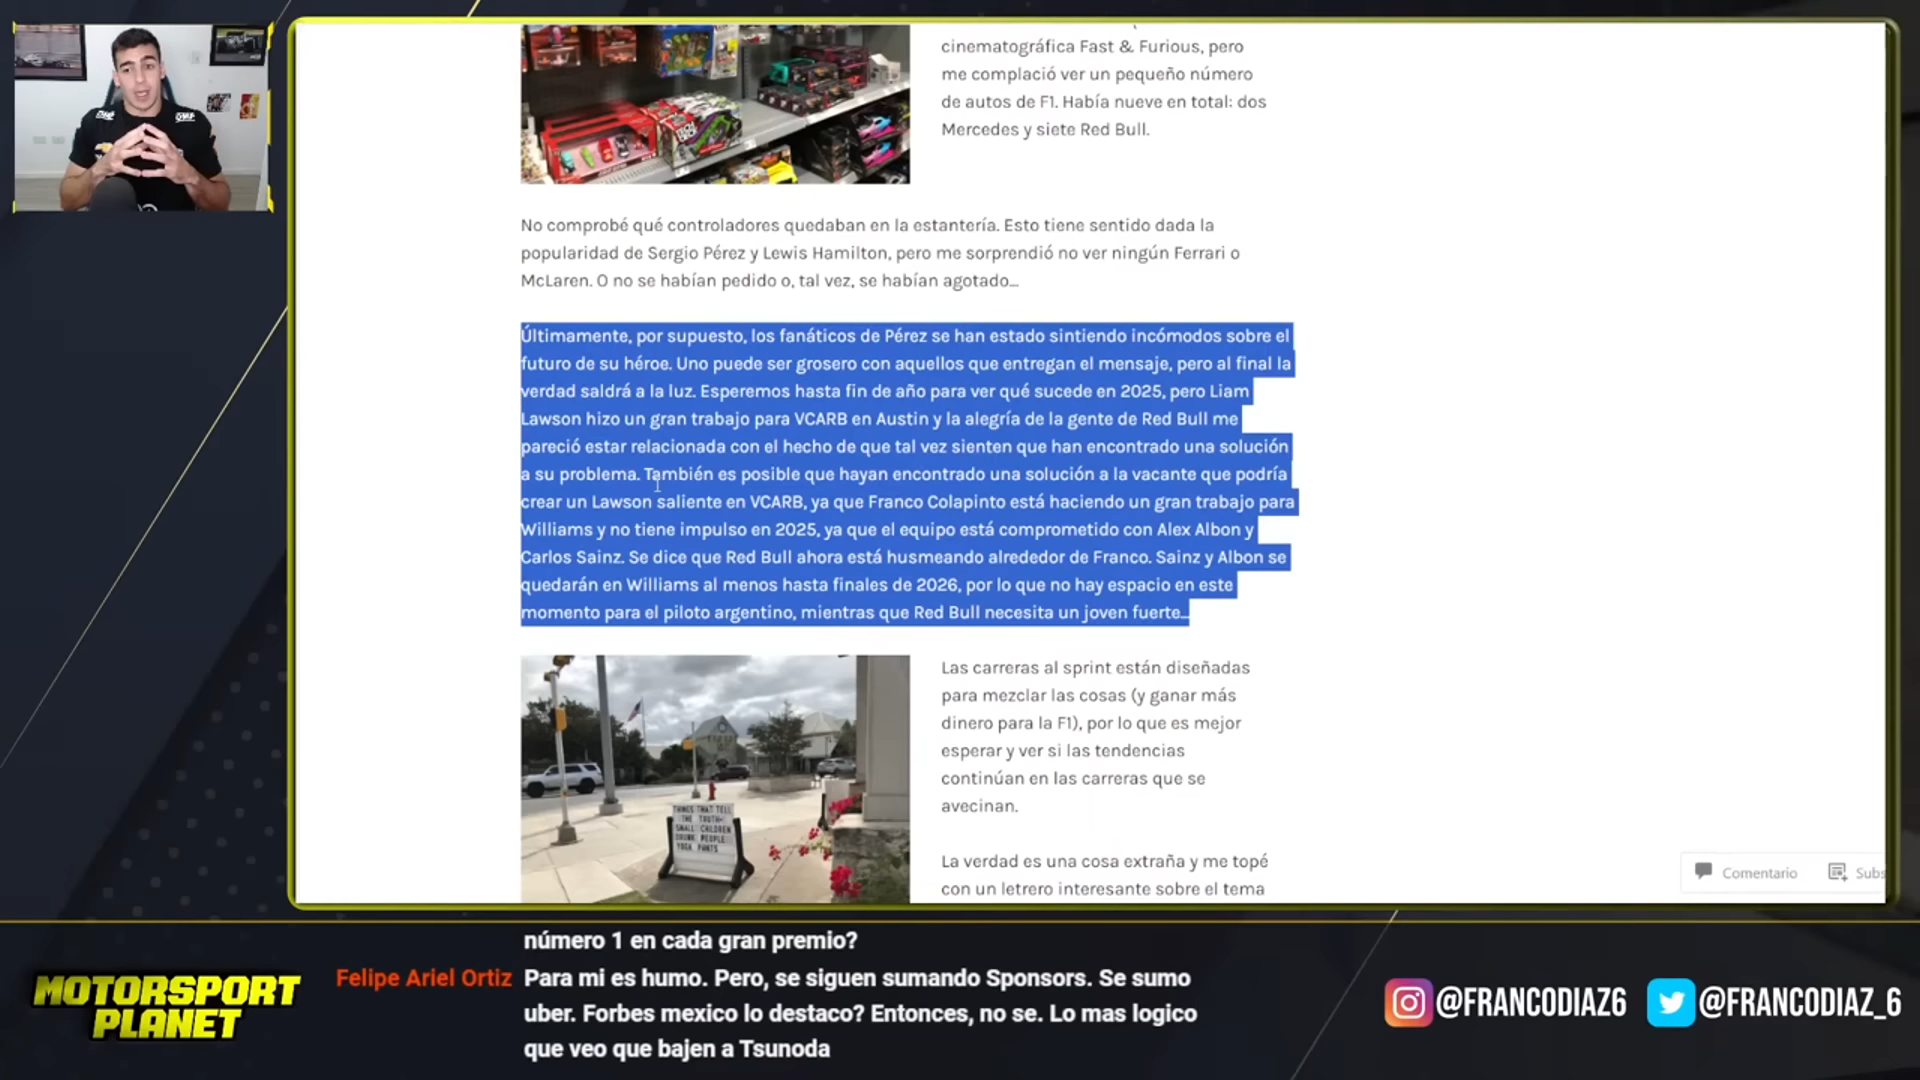 cinematográfica Fast & Furious, pero
me complació ver un pequeño número
de autos de F1. Había nueve en total: dos
Mercedes y siete Red Bull.
No comprobé qué controladores quedaban en la estantería. Esto tiene sentido dada la
popularidad de Sergio Pérez y Lewis Hamilton, pero me sorprendió no ver ningún Ferrari o
McLaren. O no se habían pedido o, tal vez, se habían agotado...
Últimamente, por supuesto, los fanáticos de Pérez se han estado sintiendo incómodos sobre el
futuro de su héroe. Uno puede ser grosero con aquellos que entregan el mensaje, pero al final la
verdad saldrá a la luz. Esperemos hasta fin de año para ver qué sucede en 2025, pero Liam
Lawson hizo un gran trabajo para VCARB en Austin y la alegría de la gente de Red Bull me
pareció estar relacionada con el hecho de que tal vez sienten que han encontrado una solución
a su problema. También es posible que hayan encontrado una solución a la vacante que podría
crear un Lawson saliente en VCARB, ya que Franco Colapinto está haciendo un gran trabajo para
Williams y no tiene impulso en 2025, ya que el equipo está comprometido con Alex Albon y
Carlos Sainz. Se dice que Red Bull ahora está husmeando alrededor de Franco. Sainz y Albon se
quedarán en Williams al menos hasta finales de 2026, por lo que no hay espacio en este
momento para el piloto argentino, mientras que Red Bull necesita un joven fuerte...
THINGS THAT TELL
THE TRUTH-
SMALL CHILDREN
DRUNK PEOPLE
YOGA PANTS
Las carreras al sprint están diseñadas
para mezclar las cosas (y ganar más
dinero para la F1), por lo que es mejor
esperar y ver si las tendencias
continúan en las carreras que se
avecinan.
La verdad es una cosa extraña y me topé
con un letrero interesante sobre el tema
Comentario Subs
número 1 en cada gran premio?
Felipe Ariel Ortiz Para mi es humo. Pero, se siguen sumando Sponsors. Se sumo
uber. Forbes mexico lo destaco? Entonces, no se. Lo mas logico
que veo que bajen a Tsunoda
MOTORSPORT
PLANET
@FRANCODIAZ6 @FRANCODIAZ_6